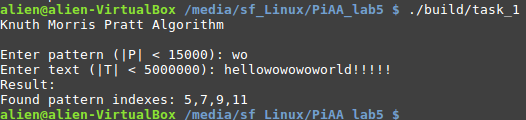 alien@alien-VirtualBox /media/sf_Linux/PiAA_lab5 $ ./build/task_1
Knuth Morris Pratt Algorithm
Enter pattern (|P| < 15000): wo
Enter text (|T| < 5000000): hellowowowoworld!!!!!
Result:
Found pattern indexes: 5,7,9,11
alien@alien-VirtualBox /media/sf_Linux/PiAA_lab5 $